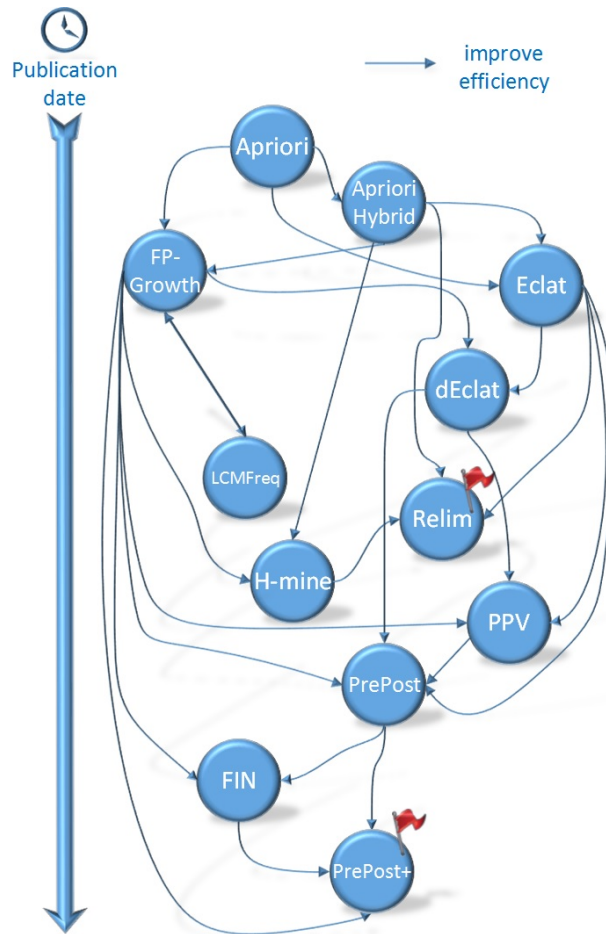 Publication
date
improve
efficiency
Apriori
Apriori
Hybrid
FP-
Growth
Eclat
dEclat
LCMFreq
Relim
H-mine
PPV
PrePost
FIN
PrePost+